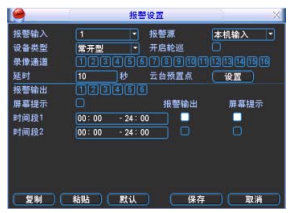 报警设置
报警输入 1 报警源 本机输入
设备类型 常开型 开启轮巡
录像通道 1 2 3 4 5 6 7 8 9 10 11 12 13 14 15 16
延时 10 秒 云台预置点 设置
报警输出 1 2 3 4 5 6
屏幕提示 报警输出 屏幕提示
时间段1 00:00 -24:00
时间段2 00:00 -24:00
复制 粘贴 默认 保存 取消